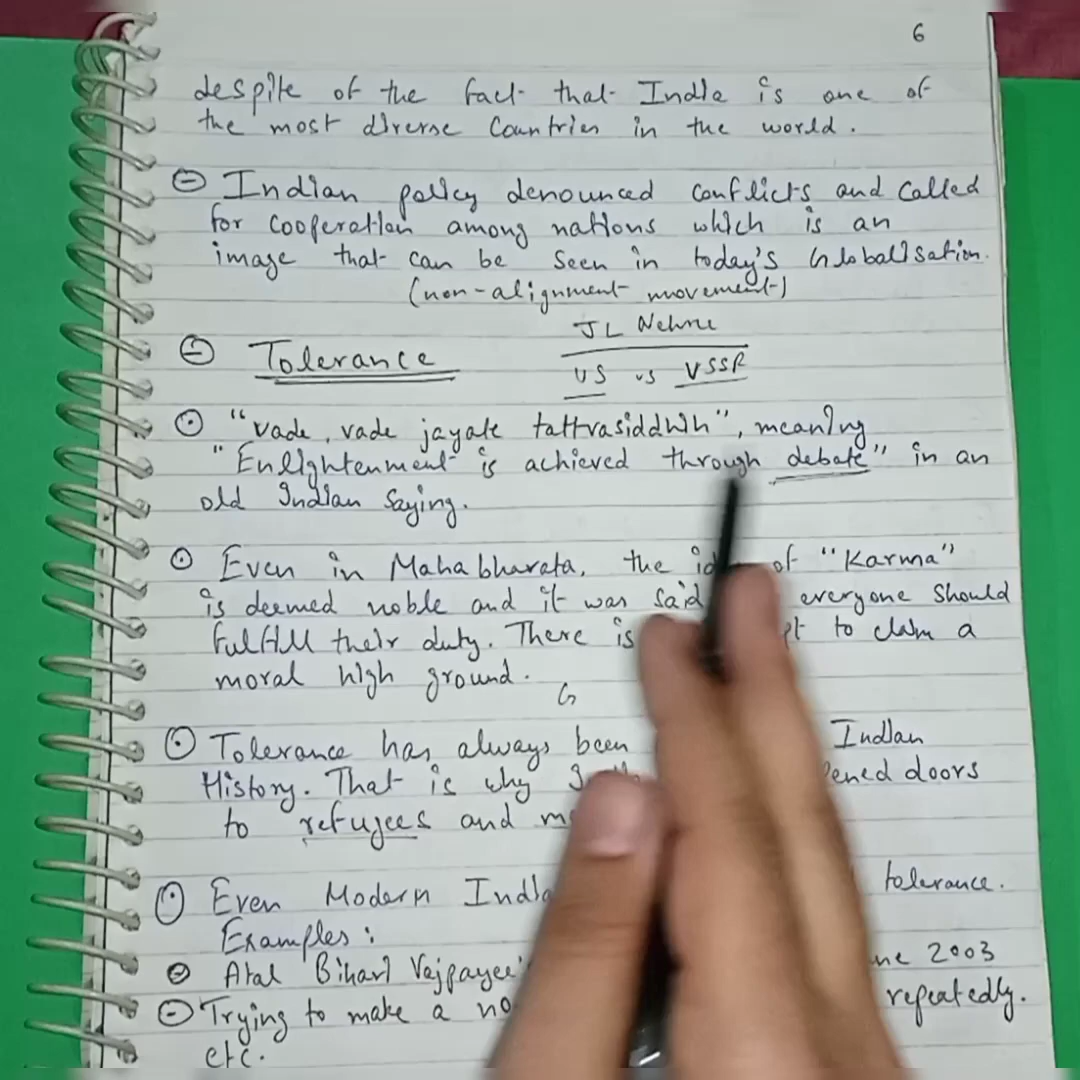 6
despite of the fact that India is one of
the most diverse Countries in the world.
Indian policy denounced conflicts and called
for cooperation among nations which is an
image that can be seen in today's Globalisation.
(non-alignment movement)
JL Nehru
Tolerance
US vs USSR
"vade, vade jayate tattvasiddhih", meaning
"Enlightenment is achieved through debate" in an
old Indian Saying.
Even in Mahabharata, the of "Karma"
is deemed noble and it was said everyone should
fulfill their duty. There is to claim a
moral high ground.
G
Tolerance has always been Indian
History. That is why doors
to refugees and
Even Modern tolerance.
Examples:
Atal Bihari Vajpayee's 2003
Trying to make a repeatedly.
etc.